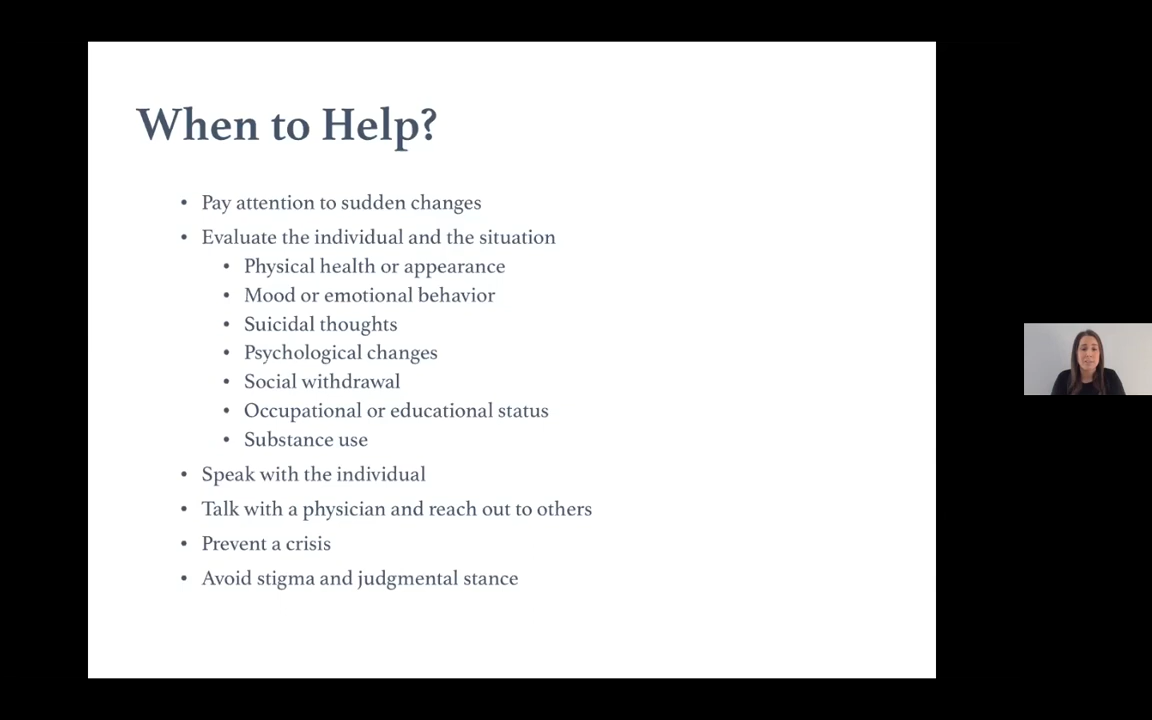 When to Help?
• Pay attention to sudden changes
• Evaluate the individual and the situation
• Physical health or appearance
• Mood or emotional behavior
• Suicidal thoughts
• Psychological changes
• Social withdrawal
• Occupational or educational status
• Substance use
• Speak with the individual
• Talk with a physician and reach out to others
• Prevent a crisis
• Avoid stigma and judgmental stance